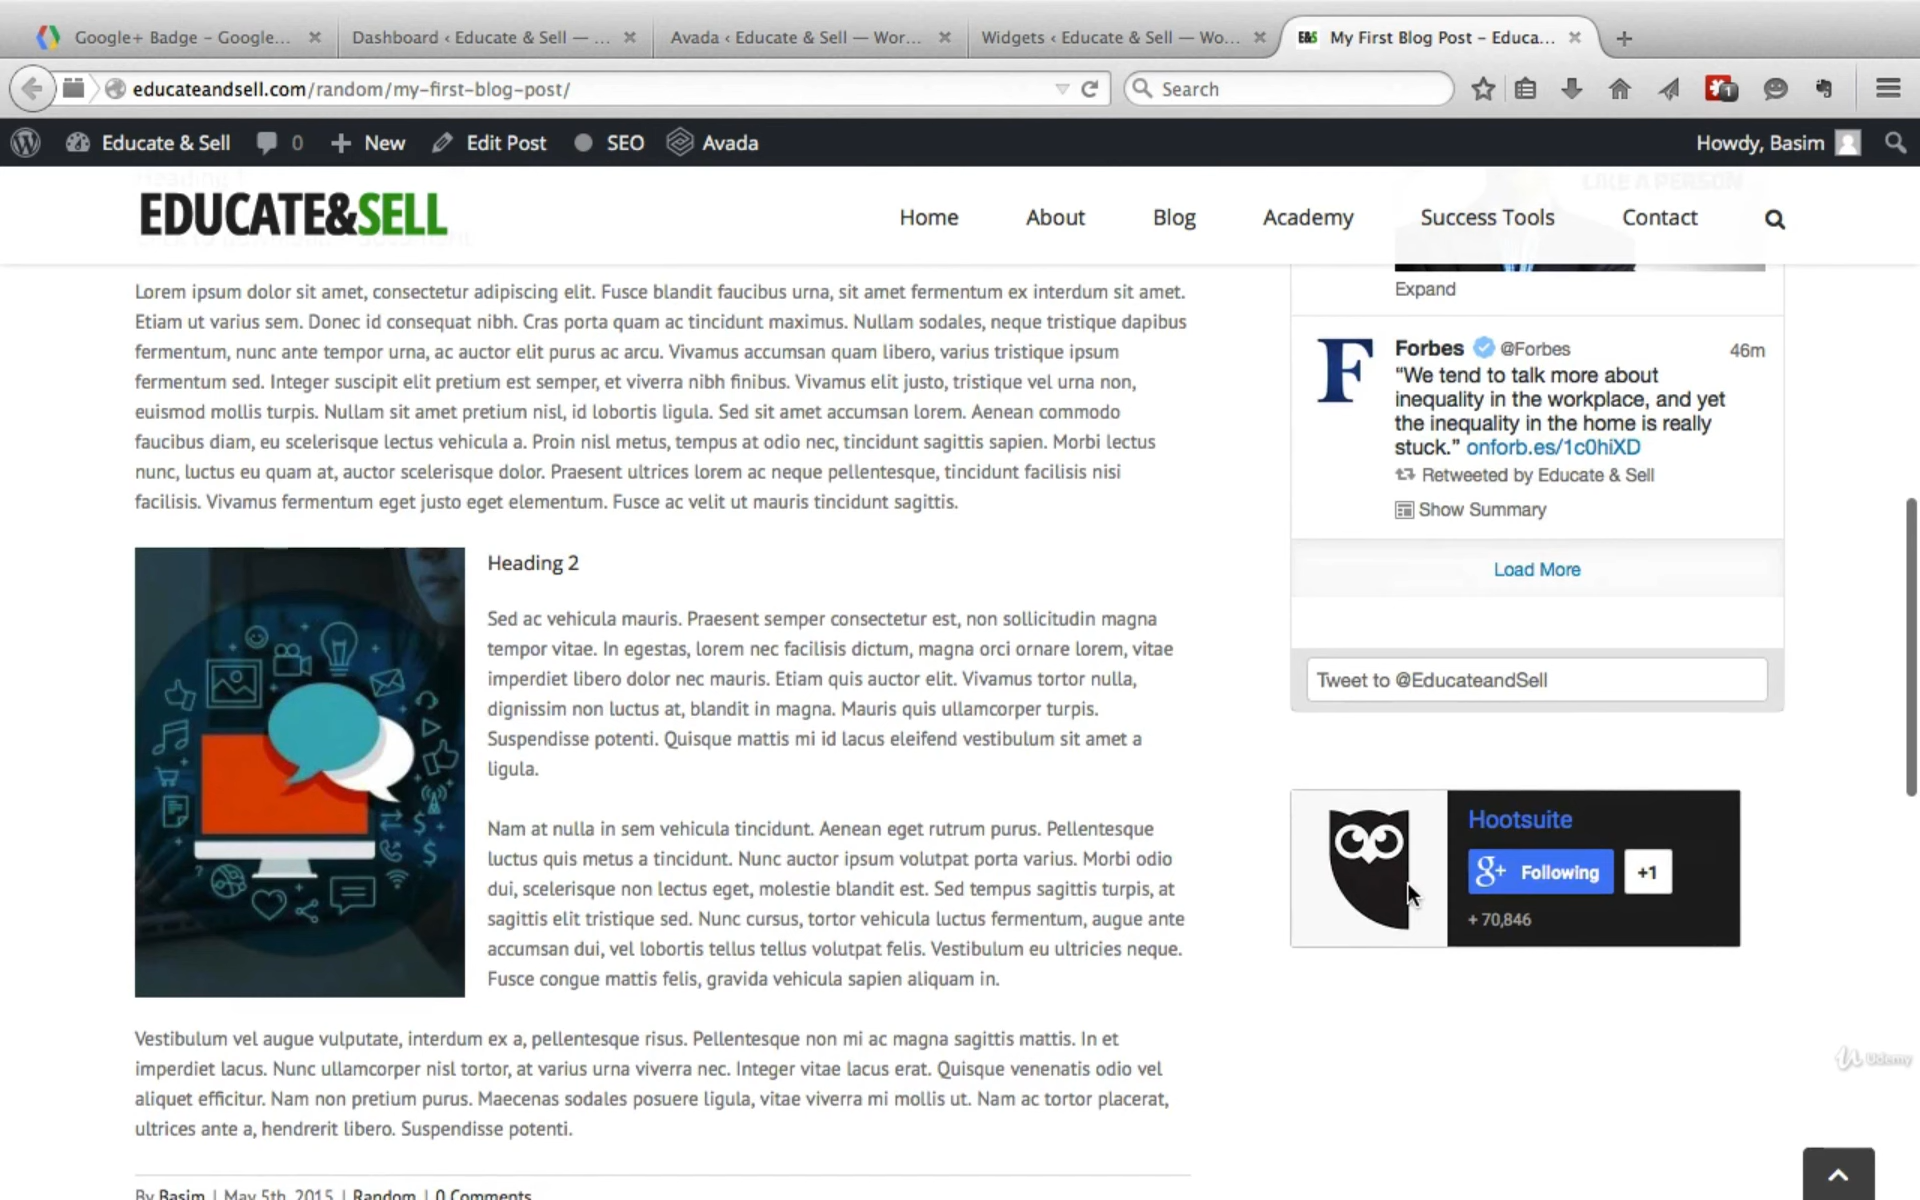 Google+ Badge – Google...
Dashboard ‹ Educate & Sell — ...
Avada ‹ Educate & Sell — Wor...
Widgets ‹ Educate & Sell — Wo...
E&S My First Blog Post – Educa...
educateandsell.com/random/my-first-blog-post/
Search
1
Educate & Sell 0 New Edit Post SEO Avada
Howdy, Basim
EDUCATE&SELL
Home About Blog Academy Success Tools Contact
Lorem ipsum dolor sit amet, consectetur adipiscing elit. Fusce blandit faucibus urna, sit amet fermentum ex interdum sit amet.
Etiam ut varius sem. Donec id consequat nibh. Cras porta quam ac tincidunt maximus. Nullam sodales, neque tristique dapibus
fermentum, nunc ante tempor urna, ac auctor elit purus ac arcu. Vivamus accumsan quam libero, varius tristique ipsum
fermentum sed. Integer suscipit elit pretium est semper, et viverra nibh finibus. Vivamus elit justo, tristique vel urna non,
euismod mollis turpis. Nullam sit amet pretium nisl, id lobortis ligula. Sed sit amet accumsan lorem. Aenean commodo
faucibus diam, eu scelerisque lectus vehicula a. Proin nisl metus, tempus at odio nec, tincidunt sagittis sapien. Morbi lectus
nunc, luctus eu quam at, auctor scelerisque dolor. Praesent ultrices lorem ac neque pellentesque, tincidunt facilisis nisi
facilisis. Vivamus fermentum eget justo eget elementum. Fusce ac velit ut mauris tincidunt sagittis.
Heading 2
Sed ac vehicula mauris. Praesent semper consectetur est, non sollicitudin magna
tempor vitae. In egestas, lorem nec facilisis dictum, magna orci ornare lorem, vitae
imperdiet libero dolor nec mauris. Etiam quis auctor elit. Vivamus tortor nulla,
dignissim non luctus at, blandit in magna. Mauris quis ullamcorper turpis.
Suspendisse potenti. Quisque mattis mi id lacus eleifend vestibulum sit amet a
ligula.
Nam at nulla in sem vehicula tincidunt. Aenean eget rutrum purus. Pellentesque
luctus quis metus a tincidunt. Nunc auctor ipsum volutpat porta varius. Morbi odio
dui, scelerisque non lectus eget, molestie blandit est. Sed tempus sagittis turpis, at
sagittis elit tristique sed. Nunc cursus, tortor vehicula luctus fermentum, augue ante
accumsan dui, vel lobortis tellus tellus volutpat felis. Vestibulum eu ultricies neque.
Fusce congue mattis felis, gravida vehicula sapien aliquam in.
Vestibulum vel augue vulputate, interdum ex a, pellentesque risus. Pellentesque non mi ac magna sagittis mattis. In et
imperdiet lacus. Nunc ullamcorper nisl tortor, at varius urna viverra nec. Integer vitae lacus erat. Quisque venenatis odio vel
aliquet efficitur. Nam non pretium purus. Maecenas sodales posuere ligula, vitae viverra mi mollis ut. Nam ac tortor placerat,
ultrices ante a, hendrerit libero. Suspendisse potenti.
By Basim | May 5th, 2015 | Random | 0 Comments
Expand
Forbes @Forbes 46m
“We tend to talk more about
inequality in the workplace, and yet
the inequality in the home is really
stuck.” onforb.es/1c0hiXD
Retweeted by Educate & Sell
Show Summary
Load More
Tweet to @EducateandSell
Hootsuite
g+ Following +1
+ 70,846
Udemy